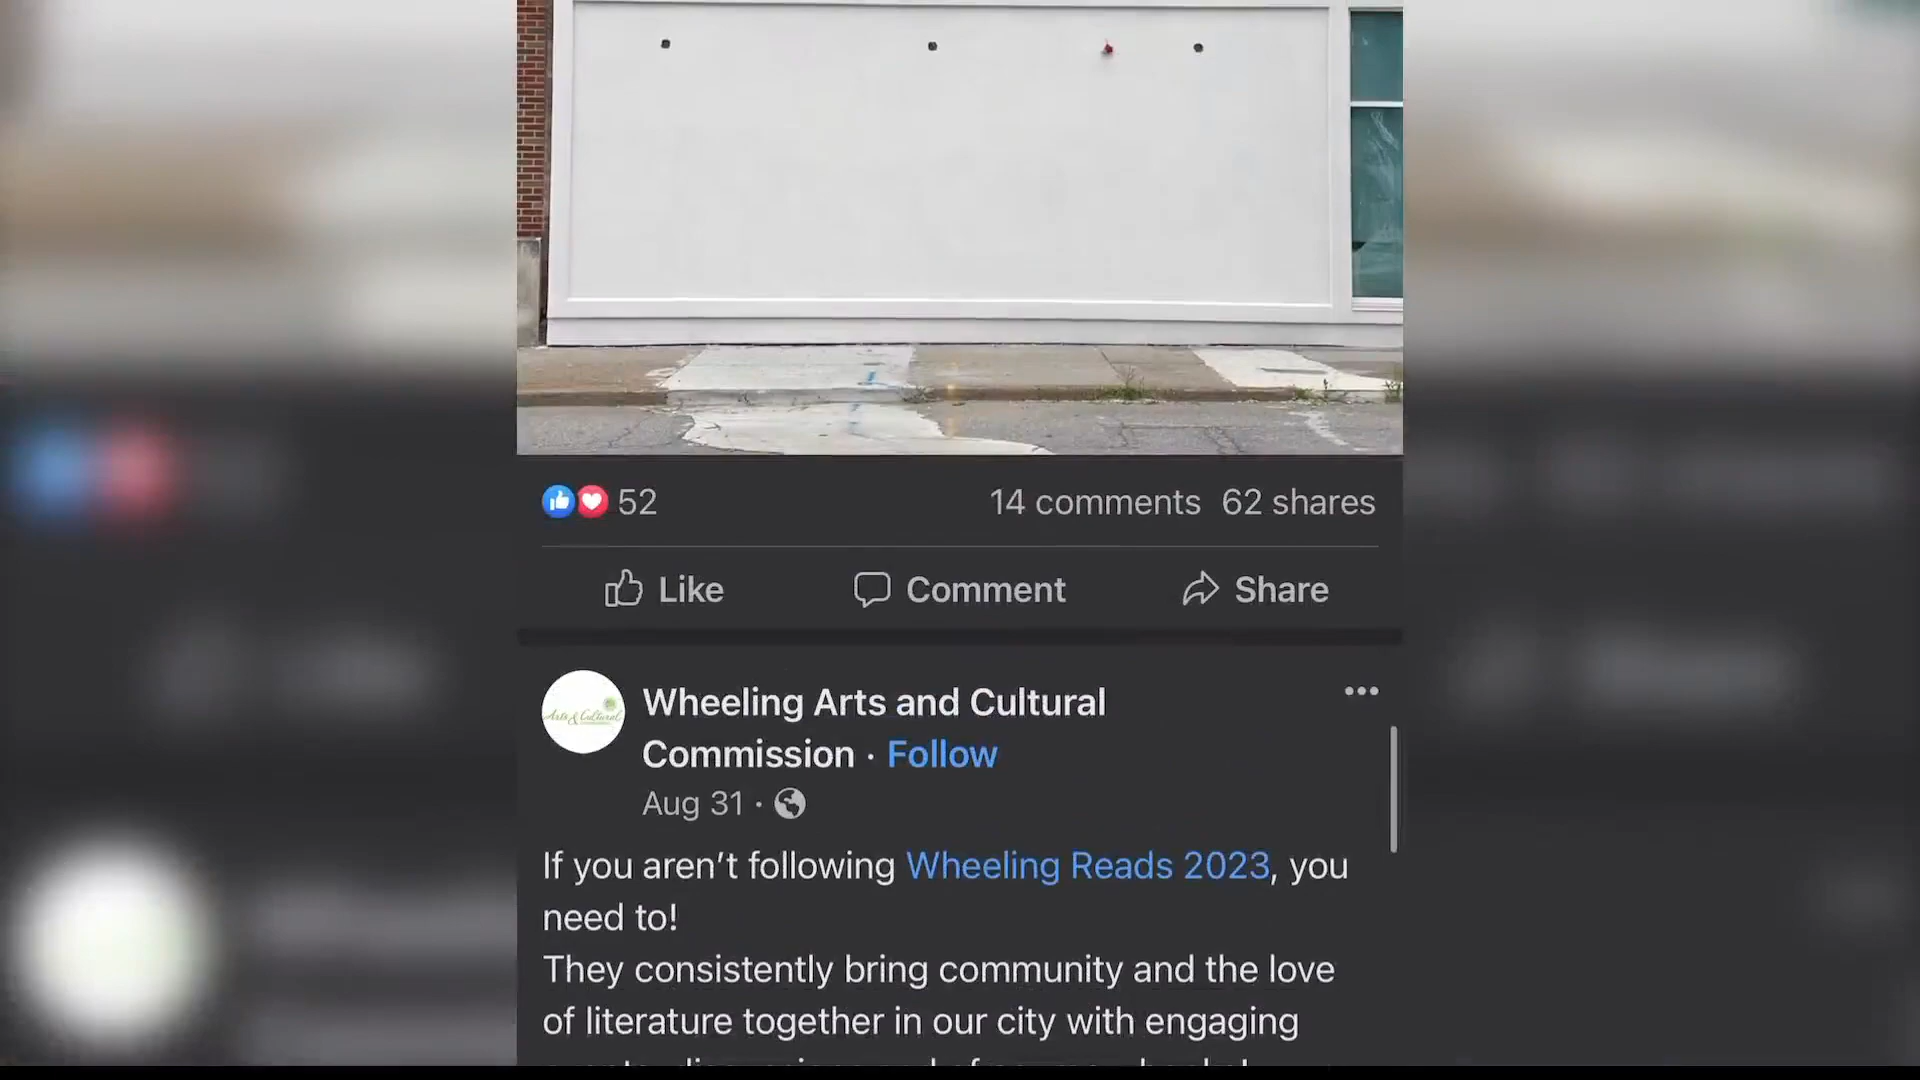 52
14 comments 62 shares
Like
Comment
Share
Arts & Cultural
Wheeling Arts and Cultural
Commission · Follow
Aug 31 ·
If you aren’t following Wheeling Reads 2023, you
need to!
They consistently bring community and the love
of literature together in our city with engaging